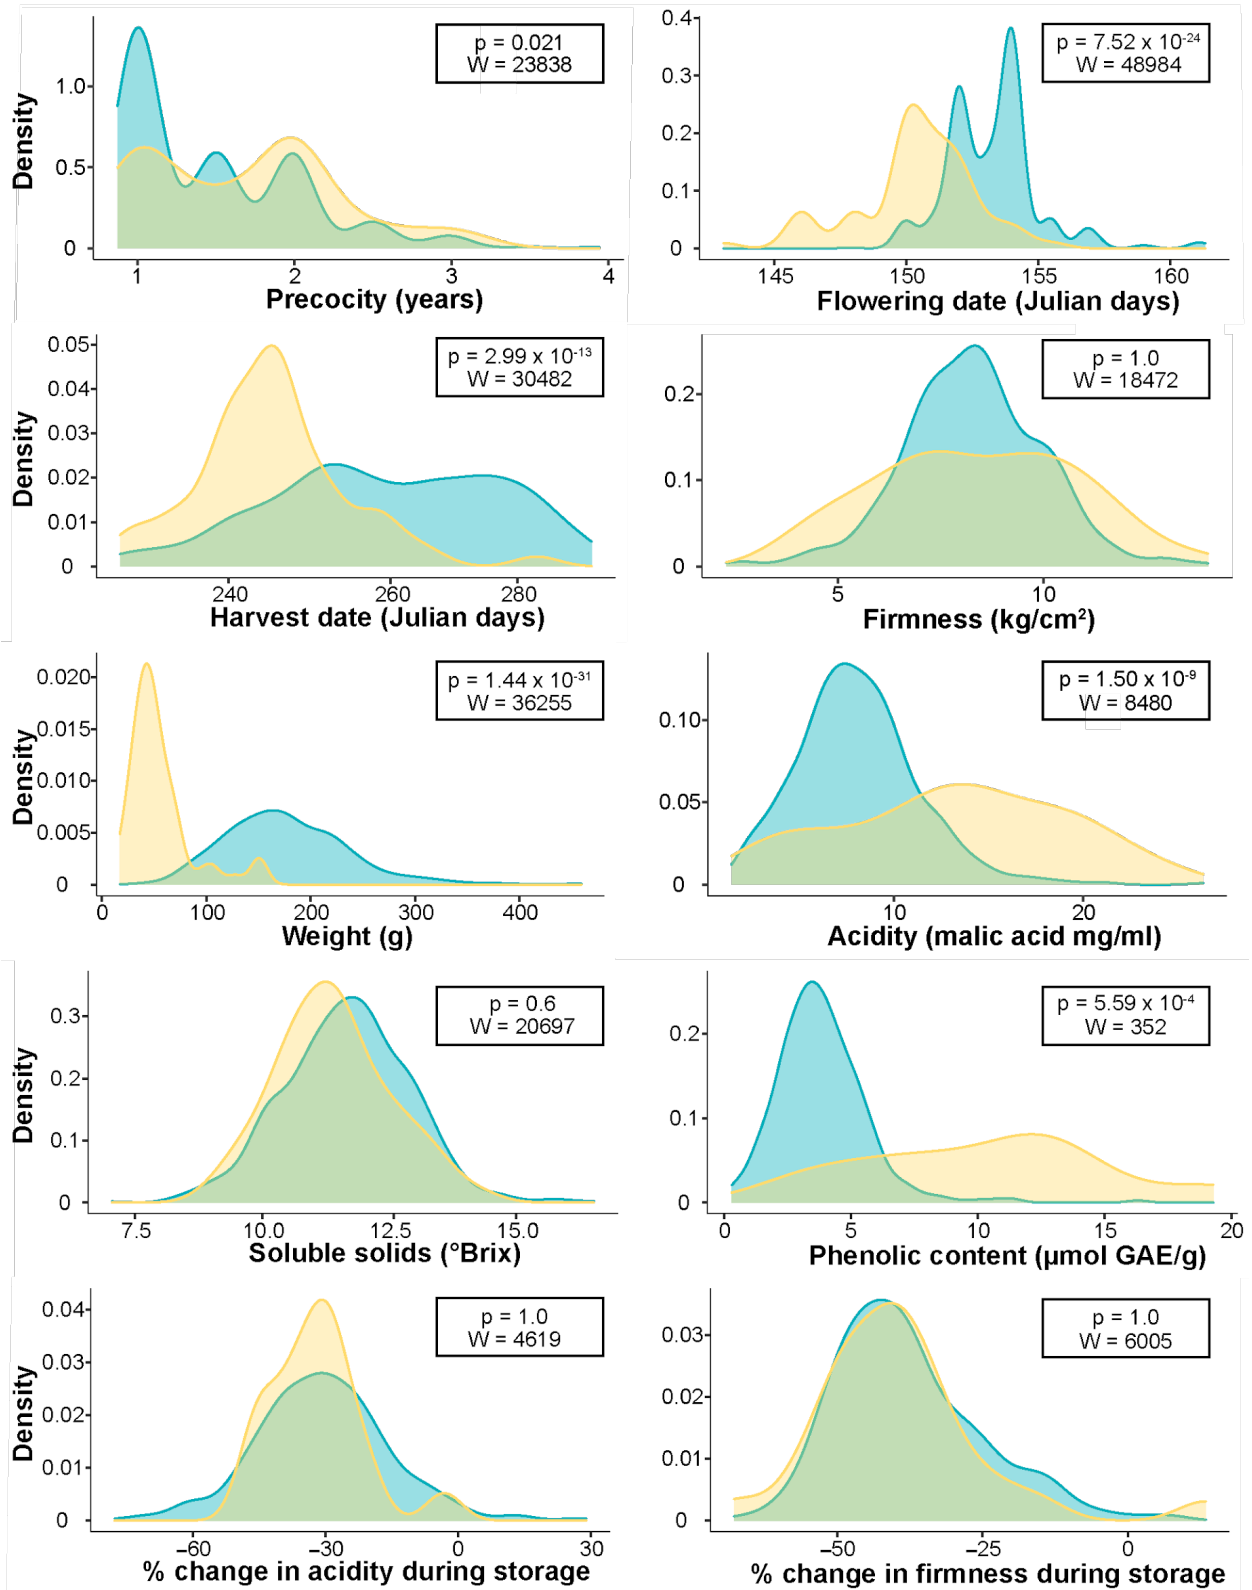 p = 0.021
W = 23838
Density
1.0
0.5
0
1 2 3 4
Precocity (years)
p = 7.52 x 10⁻²⁴
W = 48984
0.4
0.3
0.2
0.1
0
145 150 155 160
Flowering date (Julian days)
p = 2.99 x 10⁻¹³
W = 30482
Density
0.05
0.04
0.03
0.02
0.01
0
240 260 280
Harvest date (Julian days)
p = 1.0
W = 18472
0.2
0.1
0
5 10
Firmness (kg/cm²)
p = 1.44 x 10⁻³¹
W = 36255
Density
0.020
0.015
0.010
0.005
0
0 100 200 300 400
Weight (g)
p = 1.50 x 10⁻⁹
W = 8480
0.10
0.05
0
10 20
Acidity (malic acid mg/ml)
p = 0.6
W = 20697
Density
0.3
0.2
0.1
0
7.5 10.0 12.5 15.0
Soluble solids (°Brix)
p = 5.59 x 10⁻⁴
W = 352
0.2
0.1
0
0 5 10 15 20
Phenolic content (µmol GAE/g)
p = 1.0
W = 4619
Density
0.04
0.03
0.02
0.01
0
−60 −30 0 30
% change in acidity during storage
p = 1.0
W = 6005
0.03
0.02
0.01
0
−50 −25 0
% change in firmness during storage